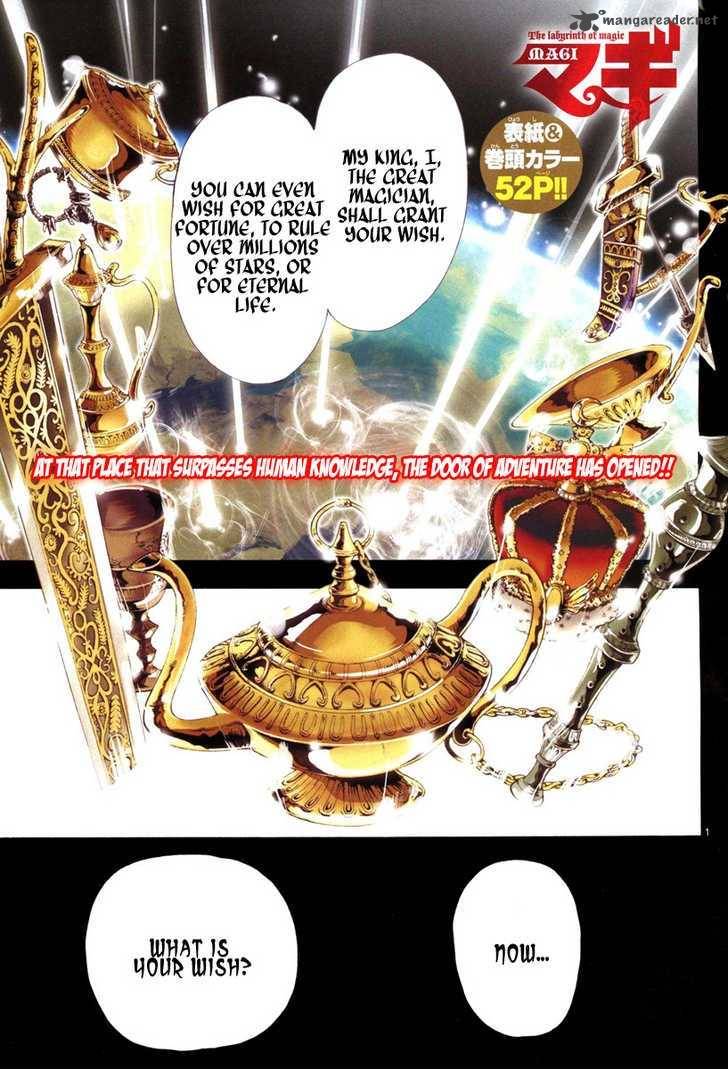 mangareader.net
The labyrinth of magic
MAGI
マギ
表紙&
巻頭カラー
52P!!
MY KING, I,
THE GREAT
MAGICIAN,
SHALL GRANT
YOUR WISH.
YOU CAN EVEN
WISH FOR GREAT
FORTUNE, TO RULE
OVER MILLIONS
OF STARS, OR
FOR ETERNAL
LIFE.
AT THAT PLACE THAT SURPASSES HUMAN KNOWLEDGE, THE DOOR OF ADVENTURE HAS OPENED!!
1
NOW...
WHAT IS
YOUR WISH?